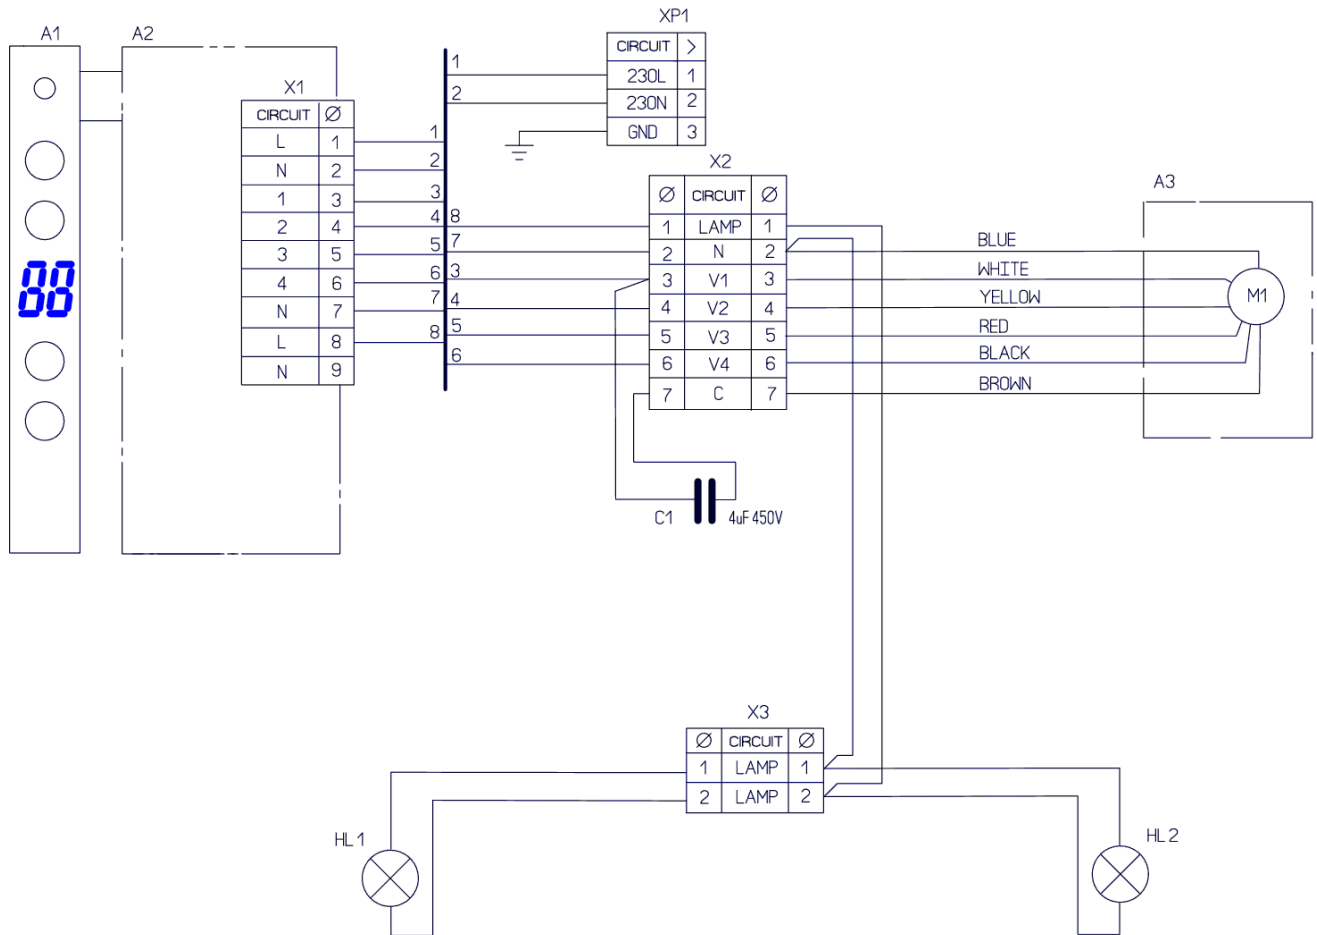 XP1
A1
A2
CIRCUIT >
230L 1
230N 2
GND 3
1
2
X1
CIRCUIT Ø
L 1
N 2
1 3
2 4
3 5
4 6
N 7
L 8
N 9
1
2
3
4 8
5 7
6 3
7 4
8 5
6
X2
Ø CIRCUIT Ø
1 LAMP 1
2 N 2
3 V1 3
4 V2 4
5 V3 5
6 V4 6
7 C 7
A3
BLUE
WHITE
YELLOW
RED
BLACK
BROWN
M1
88
C1 4uF 450V
X3
Ø CIRCUIT Ø
1 LAMP 1
2 LAMP 2
HL1
HL2